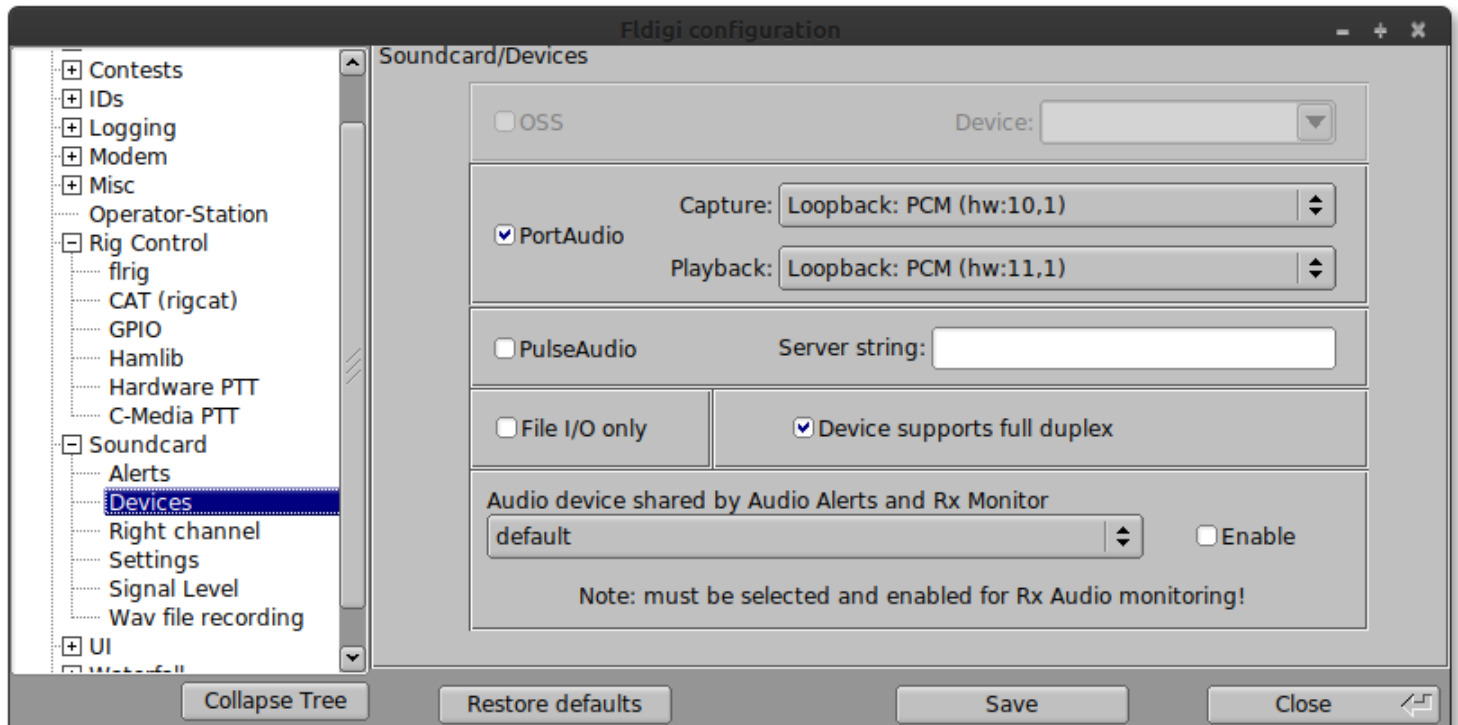 Fldigi configuration
Contests
IDs
Logging
Modem
Misc
Operator-Station
Rig Control
flrig
CAT (rigcat)
GPIO
Hamlib
Hardware PTT
C-Media PTT
Soundcard
Alerts
Devices
Right channel
Settings
Signal Level
Wav file recording
UI
Waterfall
Collapse Tree
Soundcard/Devices
OSS Device:
Capture: Loopback: PCM (hw:10,1)
PortAudio
Playback: Loopback: PCM (hw:11,1)
PulseAudio Server string:
File I/O only Device supports full duplex
Audio device shared by Audio Alerts and Rx Monitor
default Enable
Note: must be selected and enabled for Rx Audio monitoring!
Restore defaults Save Close